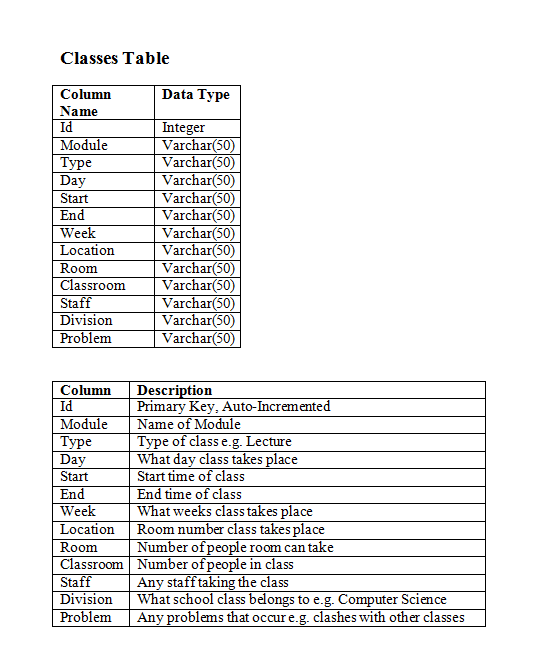 Classes Table
Column Data Type
Name
Id Integer
Module Varchar(50)
Type Varchar(50)
Day Varchar(50)
Start Varchar(50)
End Varchar(50)
Week Varchar(50)
Location Varchar(50)
Room Varchar(50)
Classroom Varchar(50)
Staff Varchar(50)
Division Varchar(50)
Problem Varchar(50)
Column Description
Id Primary Key, Auto-Incremented
Module Name of Module
Type Type of class e.g. Lecture
Day What day class takes place
Start Start time of class
End End time of class
Week What weeks class takes place
Location Room number class takes place
Room Number of people room can take
Classroom Number of people in class
Staff Any staff taking the class
Division What school class belongs to e.g. Computer Science
Problem Any problems that occur e.g. clashes with other classes